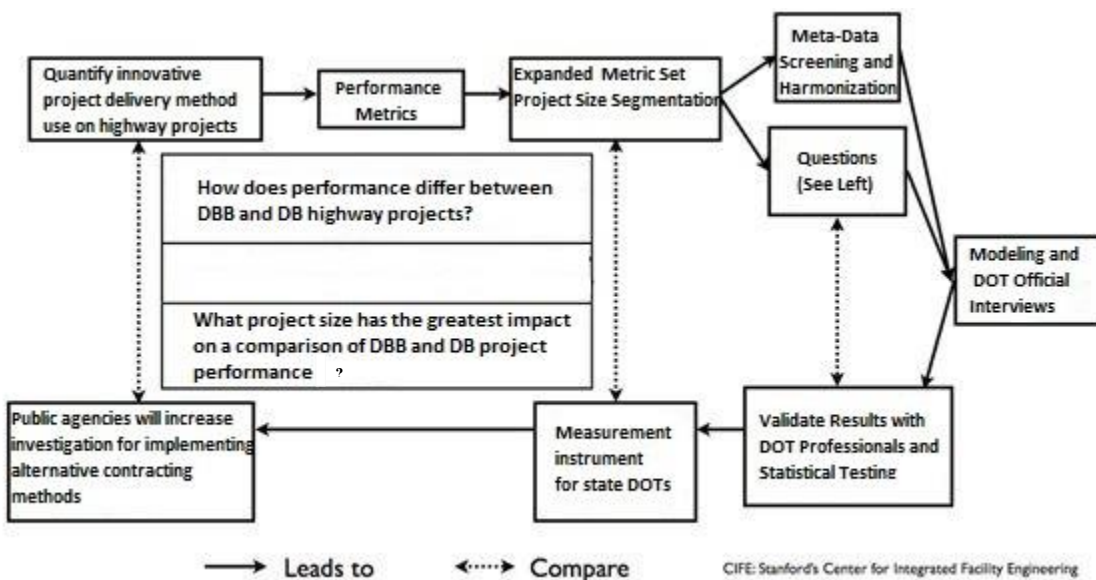 Quantify innovative
project delivery method
use on highway projects
Performance
Metrics
Expanded Metric Set
Project Size Segmentation
Meta-Data
Screening and
Harmonization
Questions
(See Left)
How does performance differ between
DBB and DB highway projects?
What project size has the greatest impact
on a comparison of DBB and DB project
performance ?
Modeling and
DOT Official
Interviews
Public agencies will increase
investigation for implementing
alternative contracting
methods
Measurement
instrument
for state DOTs
Validate Results with
DOT Professionals and
Statistical Testing
Leads to
Compare
CIFE: Stanford's Center for Integrated Facility Engineering